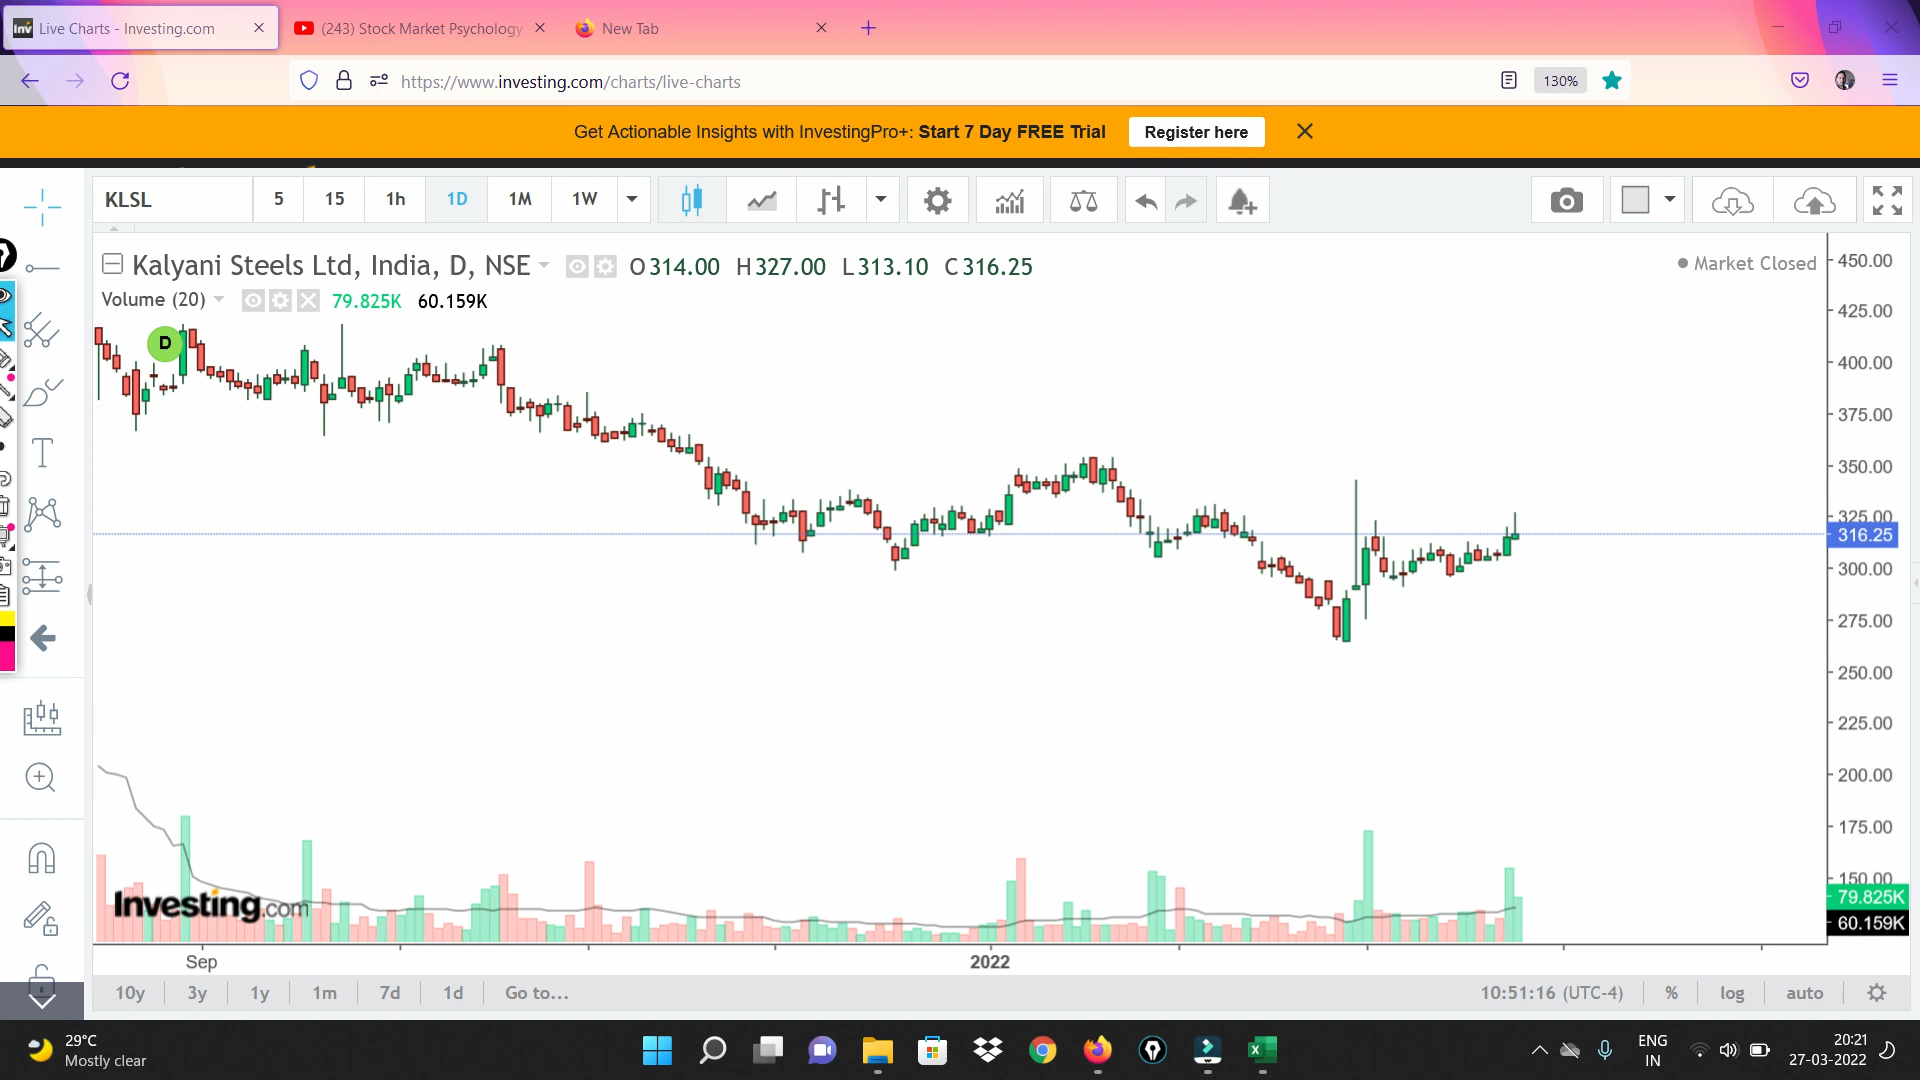 Live Charts - Investing.com
(243) Stock Market Psychology
New Tab
https://www.investing.com/charts/live-charts
130%
Get Actionable Insights with InvestingPro+: Start 7 Day FREE Trial
Register here
KLSL
5
15
1h
1D
1M
1W
Kalyani Steels Ltd, India, D, NSE
O 314.00 H 327.00 L 313.10 C 316.25
Market Closed
Volume (20)
79.825K
60.159K
D
450.00
425.00
400.00
375.00
350.00
325.00
316.25
300.00
275.00
250.00
225.00
200.00
175.00
150.00
79.825K
60.159K
Investing.com
Sep
2022
10y
3y
1y
1m
7d
1d
Go to...
10:51:16 (UTC-4)
%
log
auto
29°C
Mostly clear
ENG
IN
20:21
27-03-2022